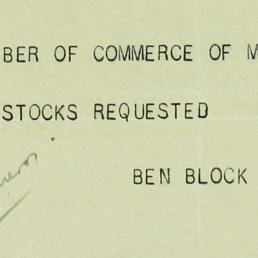 BER OF COMMERCE OF M
STOCKS REQUESTED
BEN BLOCK